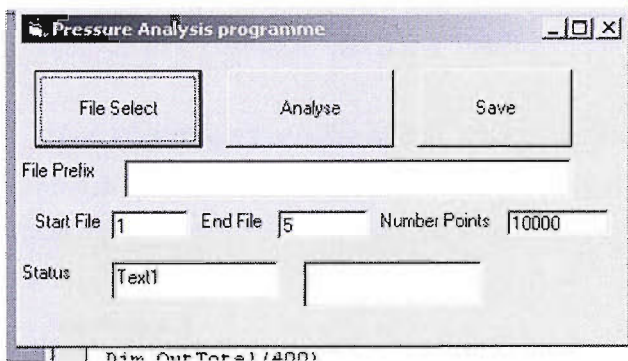 Pressure Analysis programme
File Select Analyse Save
File Prefix
Start File 1 End File 5 Number Points 10000
Status Text1
Dim OutTotal(400)